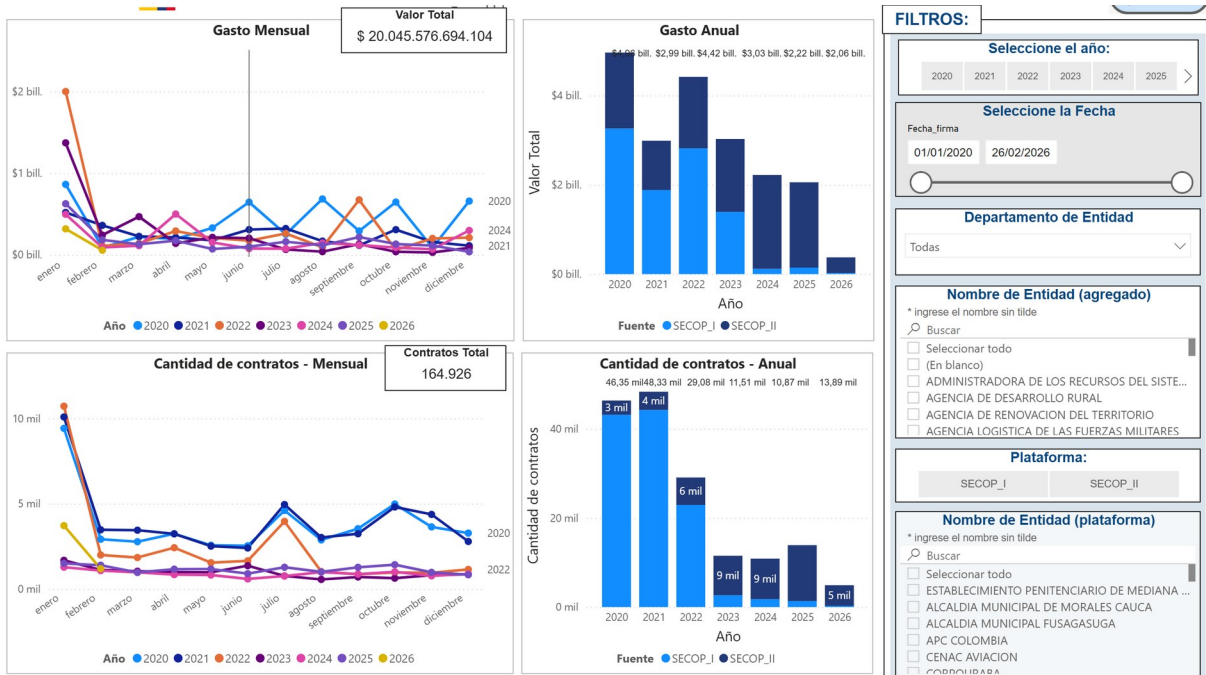 Gasto Mensual
Valor Total
$ 20.045.576.694.104
$2 bill.
$1 bill.
$0 bill.
2020
2024
2021
enero
febrero
marzo
abril
mayo
junio
julio
agosto
septiembre
octubre
noviembre
diciembre
Año 2020 2021 2022 2023 2024 2025 2026
Gasto Anual
bill. $2,99 bill. $4,42 bill. $3,03 bill. $2,22 bill. $2,06 bill.
Valor Total
$4 bill.
$2 bill.
$0 bill.
2020 2021 2022 2023 2024 2025 2026
Año
Fuente SECOP_I SECOP_II
Cantidad de contratos - Mensual
Contratos Total
164.926
10 mil
5 mil
0 mil
2020
2022
enero
febrero
marzo
abril
mayo
junio
julio
agosto
septiembre
octubre
noviembre
diciembre
Año 2020 2021 2022 2023 2024 2025 2026
Cantidad de contratos - Anual
46,35 mil 48,33 mil 29,08 mil 11,51 mil 10,87 mil 13,89 mil
Cantidad de contratos
40 mil
20 mil
0 mil
3 mil
4 mil
6 mil
9 mil
9 mil
5 mil
2020 2021 2022 2023 2024 2025 2026
Año
Fuente SECOP_I SECOP_II
FILTROS:
Seleccione el año:
2020 2021 2022 2023 2024 2025
Seleccione la Fecha
Fecha_firma
01/01/2020 26/02/2026
Departamento de Entidad
Todas
Nombre de Entidad (agregado)
* ingrese el nombre sin tilde
Buscar
Seleccionar todo
(En blanco)
ADMINISTRADORA DE LOS RECURSOS DEL SISTE...
AGENCIA DE DESARROLLO RURAL
AGENCIA DE RENOVACION DEL TERRITORIO
AGENCIA LOGISTICA DE LAS FUERZAS MILITARES
Plataforma:
SECOP_I SECOP_II
Nombre de Entidad (plataforma)
* ingrese el nombre sin tilde
Buscar
Seleccionar todo
ESTABLECIMIENTO PENITENCIARIO DE MEDIANA ...
ALCALDIA MUNICIPAL DE MORALES CAUCA
ALCALDIA MUNICIPAL FUSAGASUGA
APC COLOMBIA
CENAC AVIACION